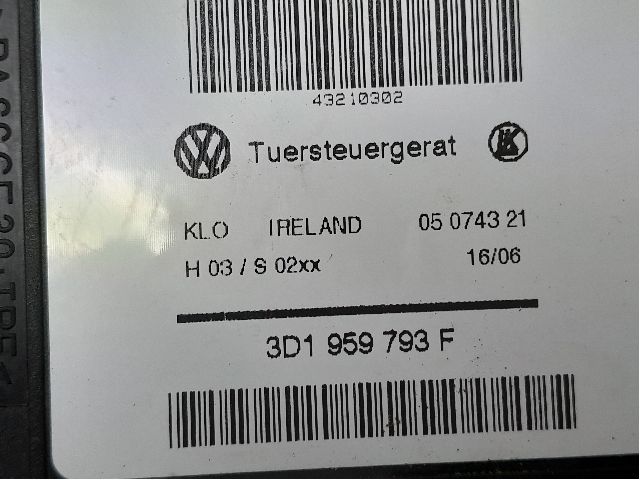 43210302
Tuersteuergerat
KLO IRELAND 05 0743 21
H 03 / S 02xx 16/06
3D1 959 793 F